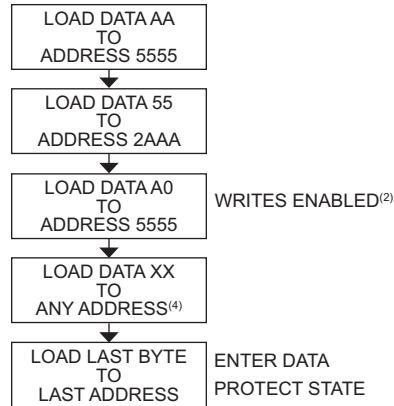 LOAD DATA AA
TO
ADDRESS 5555
LOAD DATA 55
TO
ADDRESS 2AAA
LOAD DATA A0
TO
ADDRESS 5555
WRITES ENABLED(2)
LOAD DATA XX
TO
ANY ADDRESS(4)
LOAD LAST BYTE
TO
LAST ADDRESS
ENTER DATA
PROTECT STATE